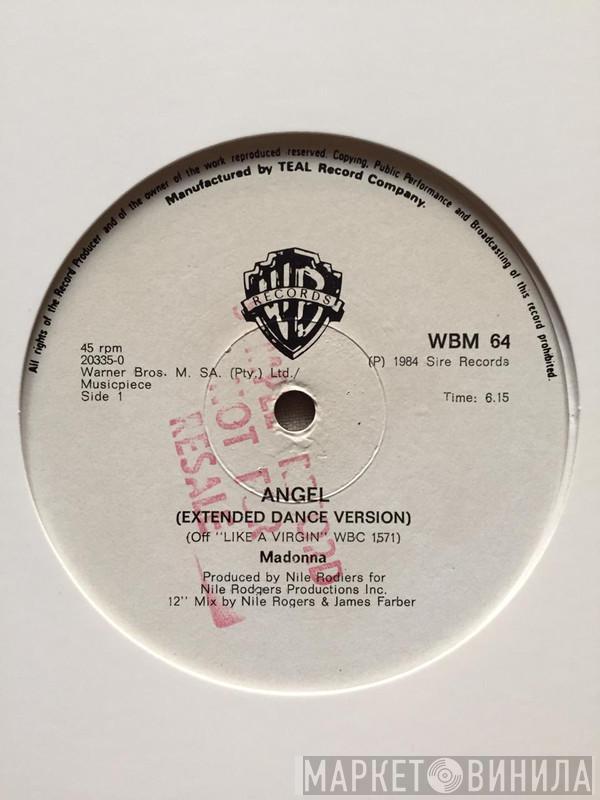 All rights of the Record Producer and of the owner of the work reproduced reserved. Copying, Public Performance and Broadcasting of this record prohibited.
Manufactured by TEAL Record Company.
WB
RECORDS
45 rpm
20335-0
Warner Bros. M. SA. (Pty.) Ltd./
Musicpiece
Side 1
WBM 64
(P) 1984 Sire Records
Time: 6.15
NOT FOR
RESALE
ANGEL
(EXTENDED DANCE VERSION)
(Off "LIKE A VIRGIN" WBC 1571)
Madonna
Produced by Nile Rodiers for
Nile Rodgers Productions Inc.
12" Mix by Nile Rogers & James Farber
МАРКЕТ ВИНИЛА